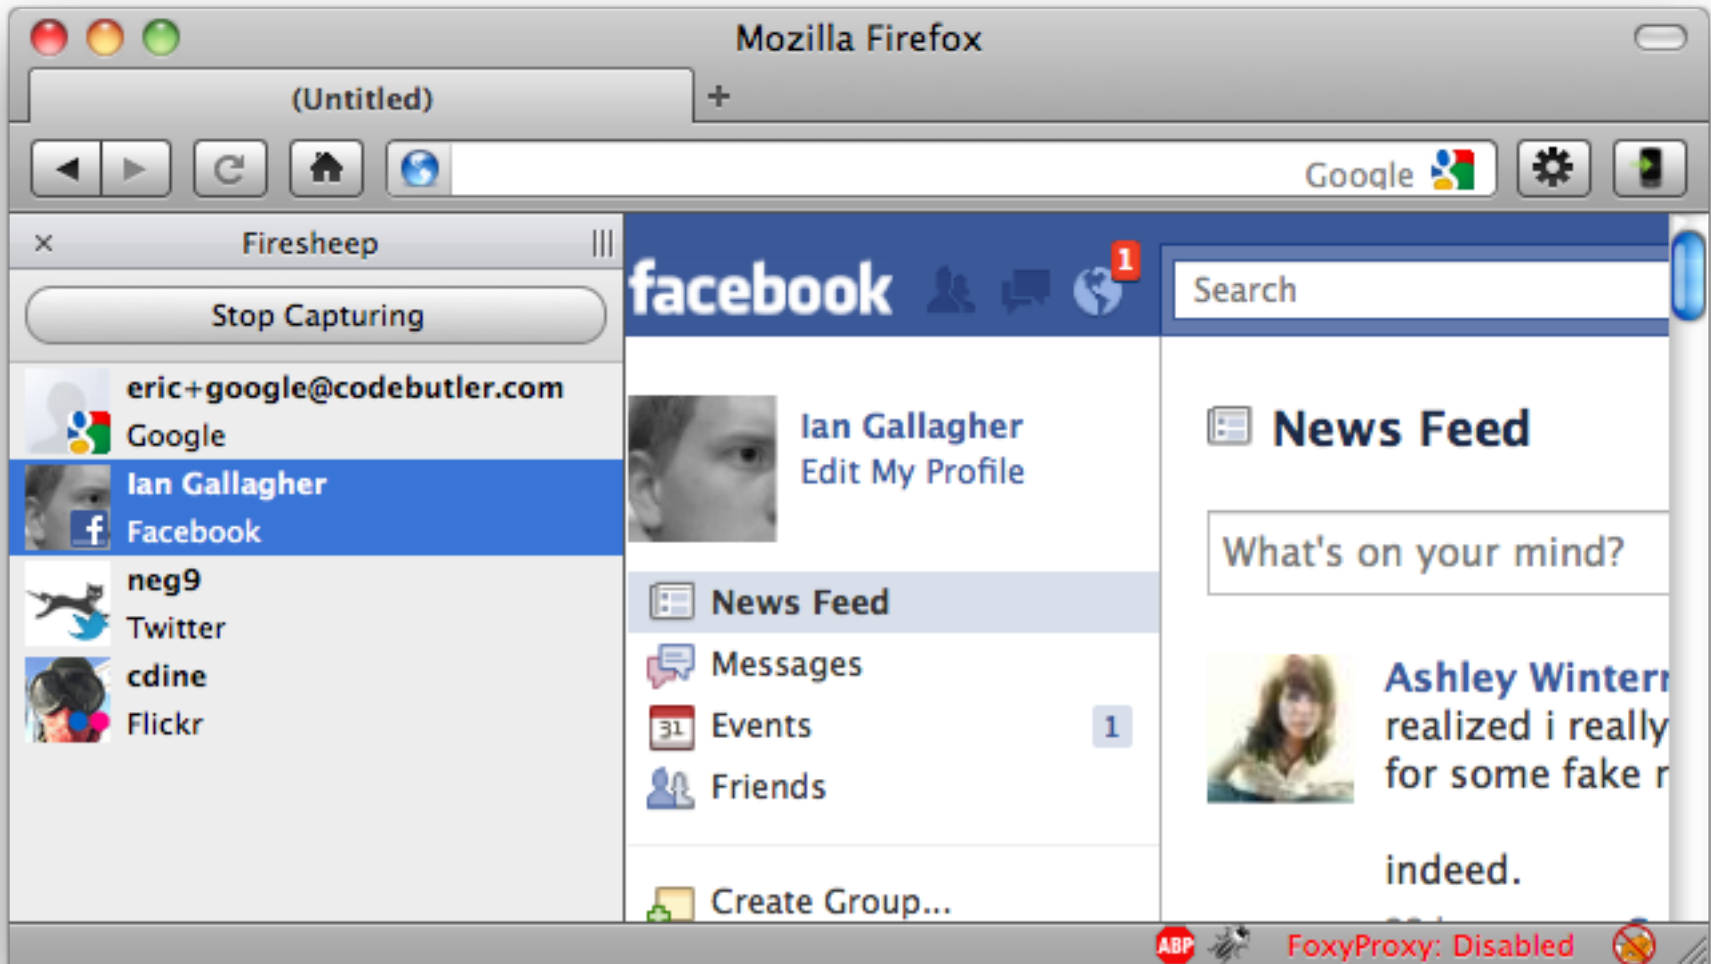 Mozilla Firefox
(Untitled)
+
Google
Firesheep
Stop Capturing
eric+google@codebutler.com
Google
Ian Gallagher
Facebook
neg9
Twitter
cdine
Flickr
facebook
1
Search
Ian Gallagher
Edit My Profile
News Feed
Messages
31
Events 1
Friends
Create Group...
News Feed
What's on your mind?
Ashley
realized i really
for some fake
indeed.
ABP
FoxyProxy: Disabled